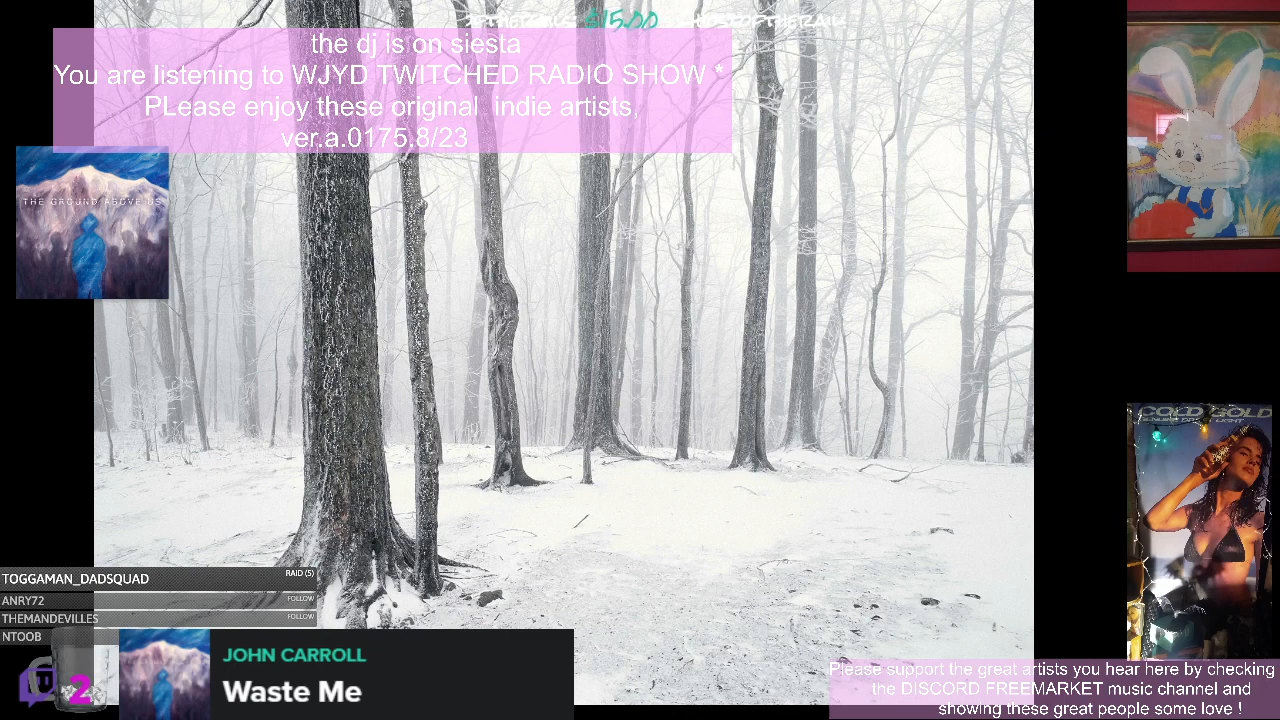 £15.00
the dj is on siesta
You are listening to WJYD TWITCHED RADIO SHOW *
PLease enjoy these original indie artists,
ver.a.0175.8/23
THE GROUND ABOVE US
COLD GOLD
TOGGAMAN_DADSQUAD RAID (5)
ANRY72 FOLLOW
THEMANDEVILLES FOLLOW
NTOOB
2
JOHN CARROLL
Waste Me
Please support the great artists you hear here by checking
the DISCORD FREEMARKET music channel and
showing these great people some love !